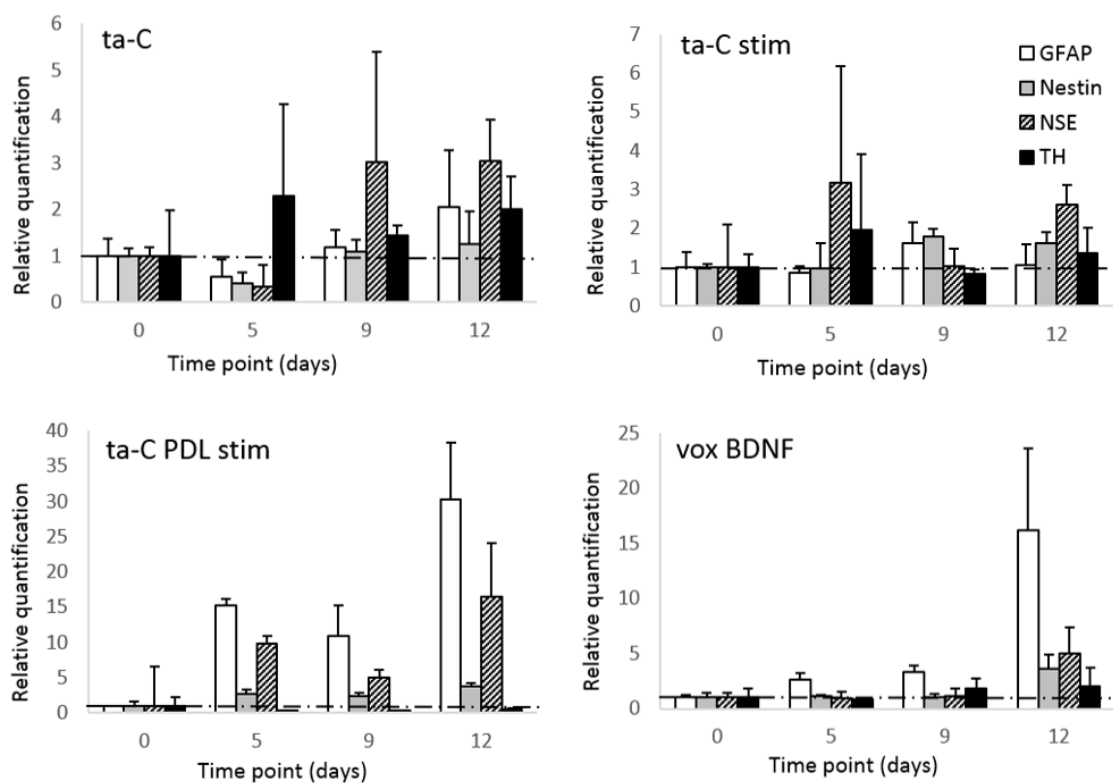 ta-C
Relative quantification
6
5
4
3
2
1
0
0 5 9 12
Time point (days)
ta-C stim
Relative quantification
7
6
5
4
3
2
1
0
GFAP
Nestin
NSE
TH
0 5 9 12
Time point (days)
ta-C PDL stim
Relative quantification
40
35
30
25
20
15
10
5
0
0 5 9 12
Time point (days)
vox BDNF
Relative quantification
25
20
15
10
5
0
0 5 9 12
Time point (days)